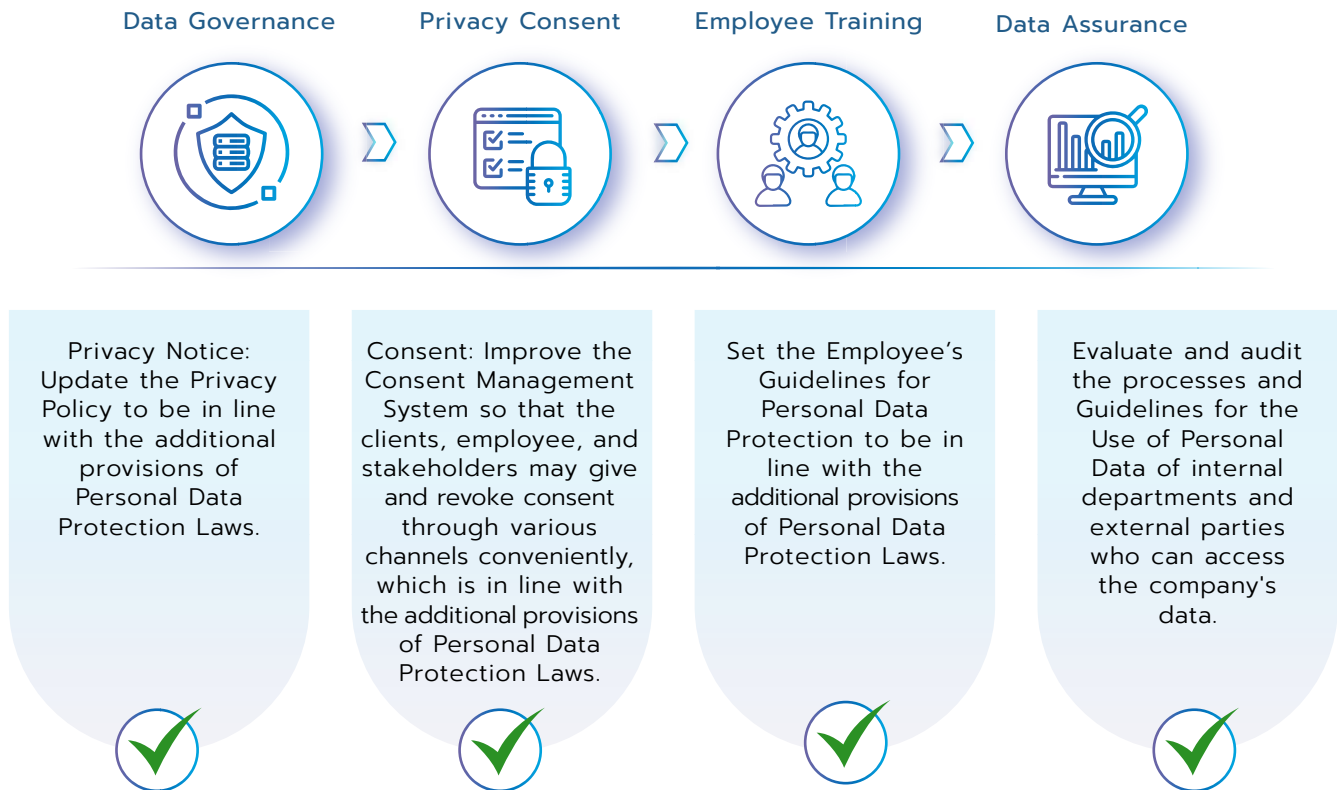 Data Governance
Privacy Consent
Employee Training
Data Assurance
Privacy Notice:
Update the Privacy
Policy to be in line
with the additional
provisions of
Personal Data
Protection Laws.
Consent: Improve the
Consent Management
System so that the
clients, employee, and
stakeholders may give
and revoke consent
through various
channels conveniently,
which is in line with
the additional provisions
of Personal Data
Protection Laws.
Set the Employee’s
Guidelines for
Personal Data
Protection to be in
line with the
additional provisions
of Personal Data
Protection Laws.
Evaluate and audit
the processes and
Guidelines for the
Use of Personal
Data of internal
departments and
external parties
who can access
the company's
data.